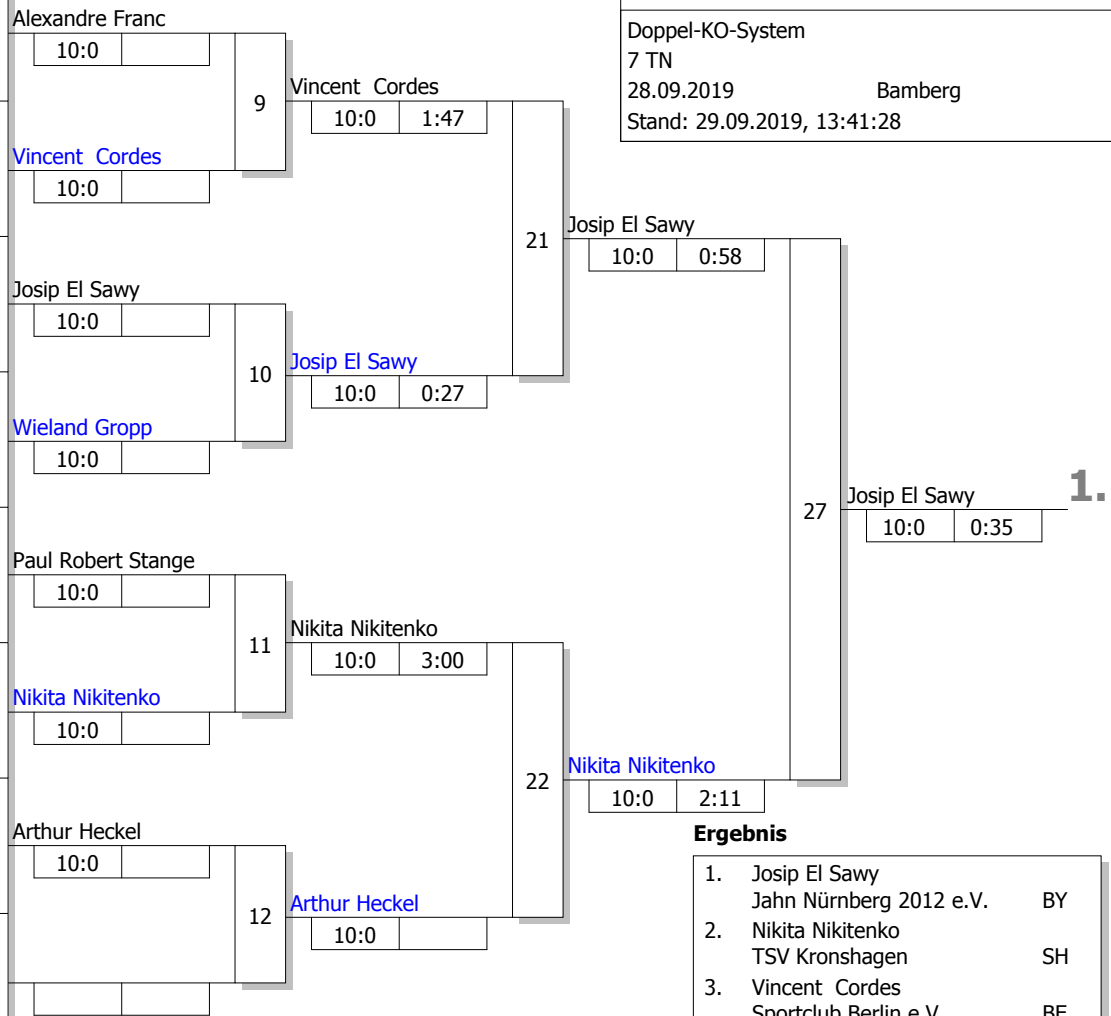 Doppel-KO-System
7 TN
28.09.2019 Bamberg
Stand: 29.09.2019, 13:41:28
Alexandre Franc
10:0
9
Vincent Cordes
10:0
Vincent Cordes
10:0 1:47
21
Josip El Sawy
10:0
10
Wieland Gropp
10:0
Josip El Sawy
10:0 0:27
Josip El Sawy
10:0 0:58
27
Paul Robert Stange
10:0
11
Nikita Nikitenko
10:0
Nikita Nikitenko
10:0 3:00
22
Arthur Heckel
10:0
12
Arthur Heckel
10:0
Nikita Nikitenko
10:0 2:11
Josip El Sawy 1.
10:0 0:35
Ergebnis
1. Josip El Sawy
Jahn Nürnberg 2012 e.V. BY
2. Nikita Nikitenko
TSV Kronshagen SH
3. Vincent Cordes
Sportclub Berlin e.V. BE